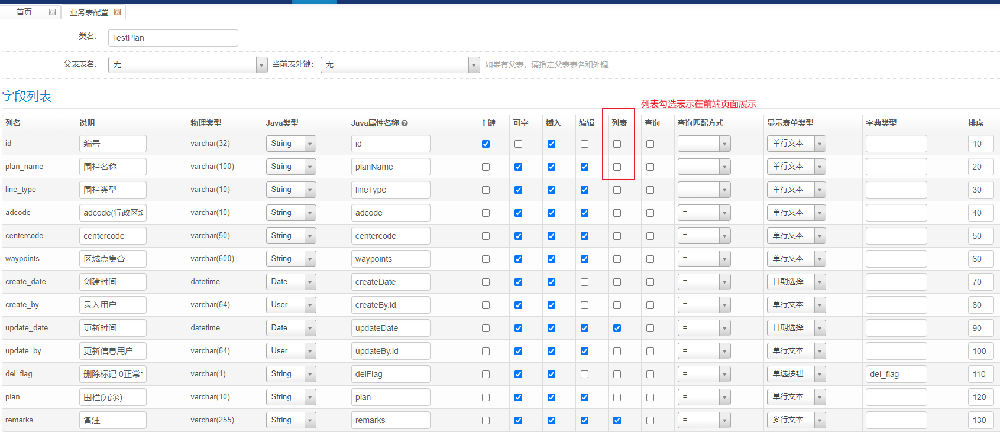 首页 业务表配置
类名: TestPlan
父表表名: 无 当前表外键: 无 如果有父表，请指定父表表名和外键
字段列表
列表勾选表示在前端页面展示
列名 说明 物理类型 Java类型 Java属性名称 主键 可空 插入 编辑 列表 查询 查询匹配方式 显示表单类型 字典类型 排序
id 编号 varchar(32) String id = 单行文本 10
plan_name 围栏名称 varchar(100) String planName = 单行文本 20
line_type 围栏类型 varchar(10) String lineType = 单行文本 30
adcode adcode(行政区域 varchar(10) String adcode = 单行文本 40
centercode centercode varchar(50) String centercode = 单行文本 50
waypoints 区域点集合 varchar(600) String waypoints = 单行文本 60
create_date 创建时间 datetime Date createDate = 日期选择 70
create_by 录入用户 varchar(64) User createBy.id = 单行文本 80
update_date 更新时间 datetime Date updateDate = 日期选择 90
update_by 更新信息用户 varchar(64) User updateBy.id = 单行文本 100
del_flag 删除标记 0正常 varchar(1) String delFlag = 单选按钮 del_flag 110
plan 围栏(冗余) varchar(10) String plan = 单行文本 120
remarks 备注 varchar(255) String remarks = 多行文本 130